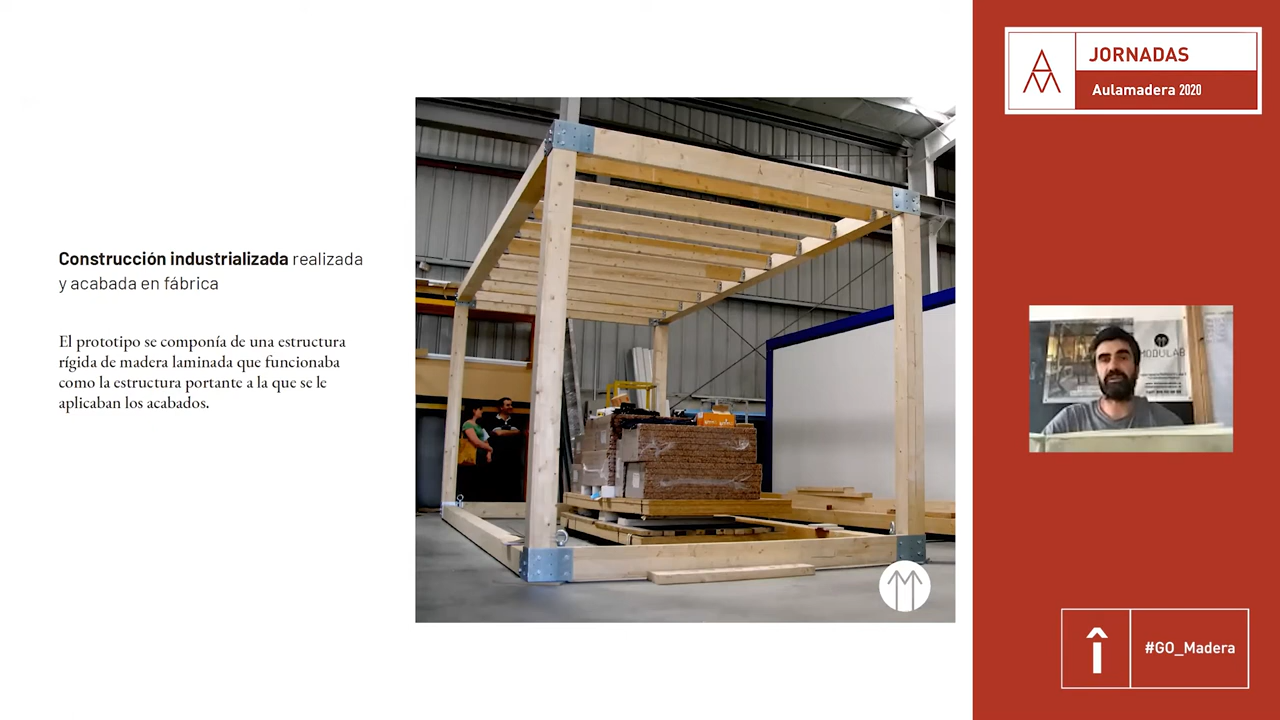 Construcción industrializada realizada
y acabada en fábrica
El prototipo se componía de una estructura
rígida de madera laminada que funcionaba
como la estructura portante a la que se le
aplicaban los acabados.
JORNADAS
Aulamadera 2020
MODULAB
#GO_Madera